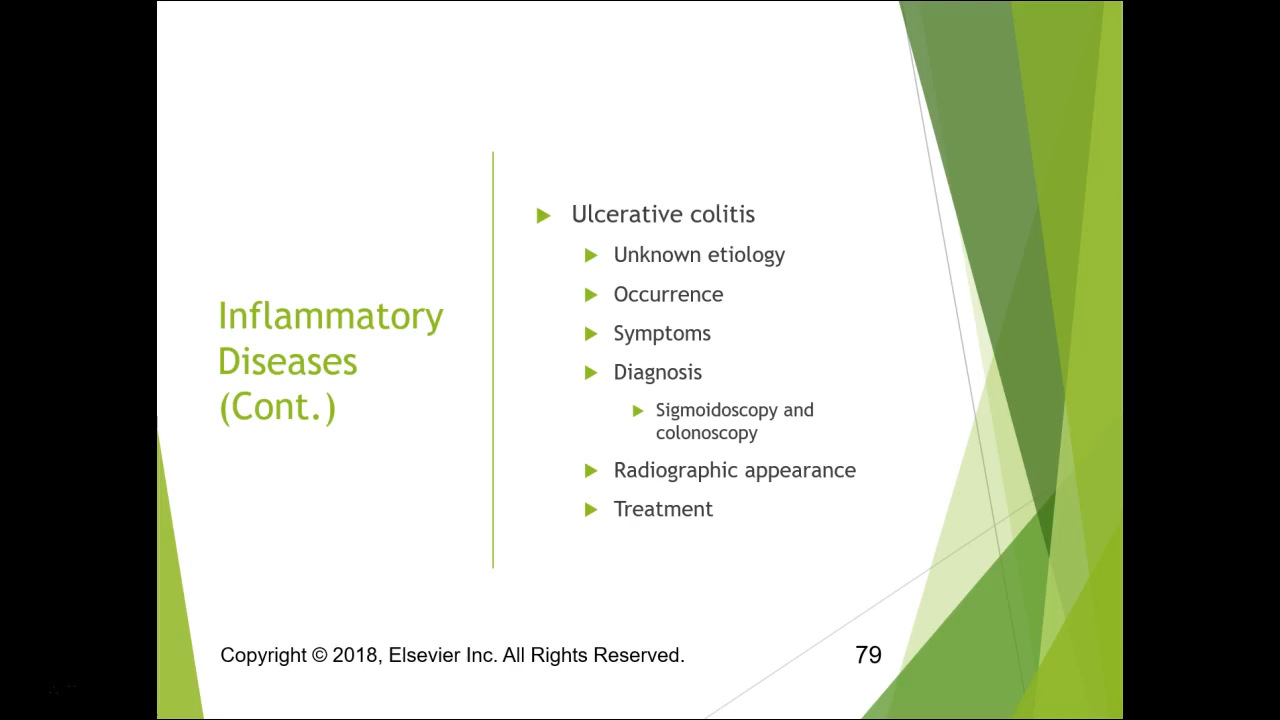 Inflammatory
Diseases
(Cont.)
Ulcerative colitis
Unknown etiology
Occurrence
Symptoms
Diagnosis
Sigmoidoscopy and
colonoscopy
Radiographic appearance
Treatment
Copyright © 2018, Elsevier Inc. All Rights Reserved.
79